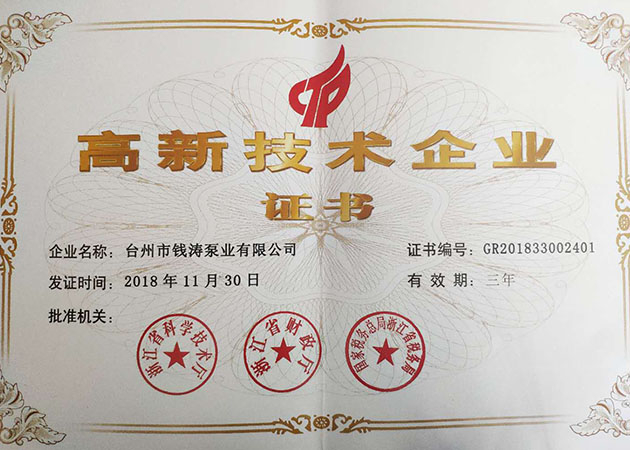 高新技术企业
证书
企业名称：台州市钱涛泵业有限公司 证书编号：GR201833002401
发证时间：2018年11月30日 有效期：三年
批准机关：
浙江省科学技术厅
浙江省财政厅
国家税务总局浙江省税务局